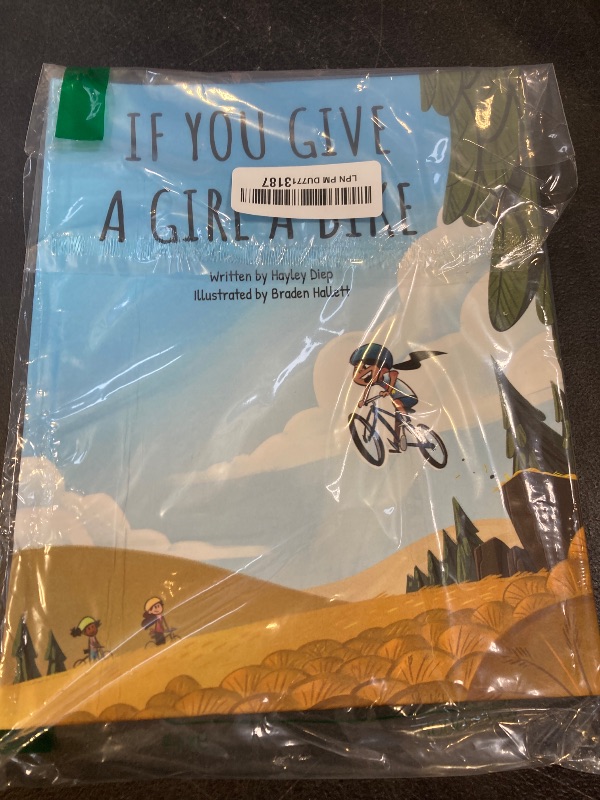 IF YOU GIVE
A GIRL A BIKE
LPN PM DU7713187
Written by Hayley Diep
Illustrated by Braden Hallett